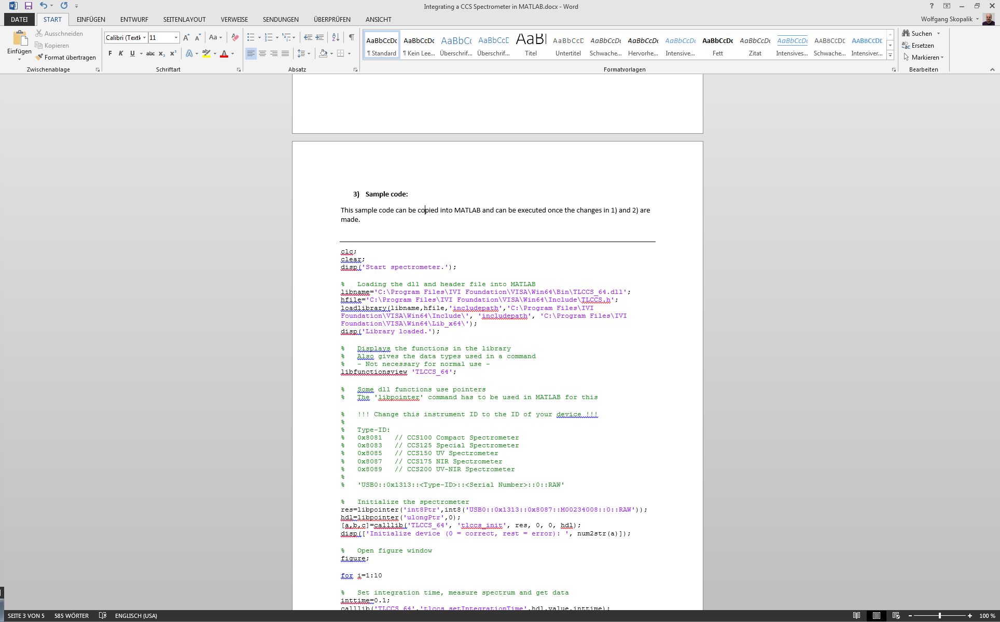 Integrating a CCS Spectrometer in MATLAB.docx - Word
DATEI START EINFÜGEN ENTWURF SEITENLAYOUT VERWEISE SENDUNGEN ÜBERPRÜFEN ANSICHT
Wolfgang Skopalik
Einfügen
Ausschneiden
Kopieren
Format übertragen
Zwischenablage
Calibri (Textk 11
Aa
F K U abc x₂ x²
Schriftart
Absatz
AaBbCcDc AaBbCcDc AaBbC( AaBbCcE AaBl AaBbCcD AaBbCcDc AaBbCcDc AaBbCcDc AaBbCcDc AaBbCcDc AaBbCcDc AABBCCDE AABBCCDE
¶ Standard ¶ Kein Lee... Überschrif... Überschrif... Titel Untertitel Schwache... Hervorhe... Intensive... Fett Zitat Intensives... Schwache... Intensiver...
Formatvorlagen
Suchen
Ersetzen
Markieren
Bearbeiten
3) Sample code:
This sample code can be copied into MATLAB and can be executed once the changes in 1) and 2) are
made.
clc;
clear;
disp('Start spectrometer.');
% Loading the dll and header file into MATLAB
libname='C:\Program Files\IVI Foundation\VISA\Win64\Bin\TLCCS_64.dll';
hfile='C:\Program Files\IVI Foundation\VISA\Win64\Include\TLCCS.h';
loadlibrary(libname,hfile,'includepath','C:\Program Files\IVI
Foundation\VISA\Win64\Include\', 'includepath', 'C:\Program Files\IVI
Foundation\VISA\Win64\Lib_x64\');
disp('Library loaded.');
% Displays the functions in the library
% Also gives the data types used in a command
% - Not necessary for normal use -
libfunctionsview 'TLCCS_64';
% Some dll functions use pointers
% The 'libpointer' command has to be used in MATLAB for this
% !!! Change this instrument ID to the ID of your device !!!
%
% Type-ID:
% 0x8081 // CCS100 Compact Spectrometer
% 0x8083 // CCS125 Special Spectrometer
% 0x8085 // CCS150 UV Spectrometer
% 0x8087 // CCS175 NIR Spectrometer
% 0x8089 // CCS200 UV-NIR Spectrometer
%
% 'USB0::0x1313::<Type-ID>::<Serial Number>::0::RAW'
% Initialize the spectrometer
res=libpointer('int8Ptr',int8('USB0::0x1313::0x8087::M00234008::0::RAW'));
hdl=libpointer('ulongPtr',0);
[a,b,c]=calllib('TLCCS_64', 'tlccs_init', res, 0, 0, hdl);
disp(['Initialize device (0 = correct, rest = error): ', num2str(a)]);
% Open figure window
figure;
for i=1:10
% Set integration time, measure spectrum and get data
inttime=0.1;
calllib('TLCCS_64','tlccs_setIntegrationTime',hdl.value,inttime);
SEITE 3 VON 5 585 WÖRTER ENGLISCH (USA) 100 %